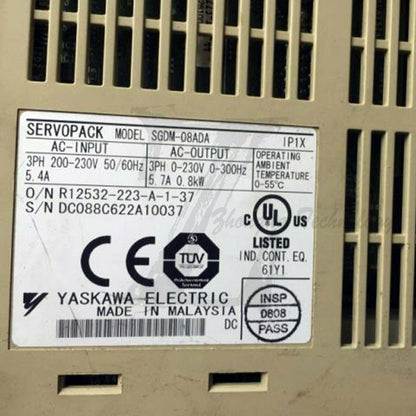 SERVOPACK MODEL SGDM-08ADA IP1X
AC-INPUT AC-OUTPUT OPERATING AMBIENT TEMPERATURE 0-55°C
3PH 200-230V 50/60Hz 3PH 0-230V 0-300Hz
5.4A 5.7A 0.8kW
O/N R12532-223-A-1-37
S/N DC088C622A10037
CE
TÜV
C UL US
LISTED
IND. CONT. EQ.
61Y1
YASKAWA ELECTRIC
MADE IN MALAYSIA
DC
INSP
0808
PASS